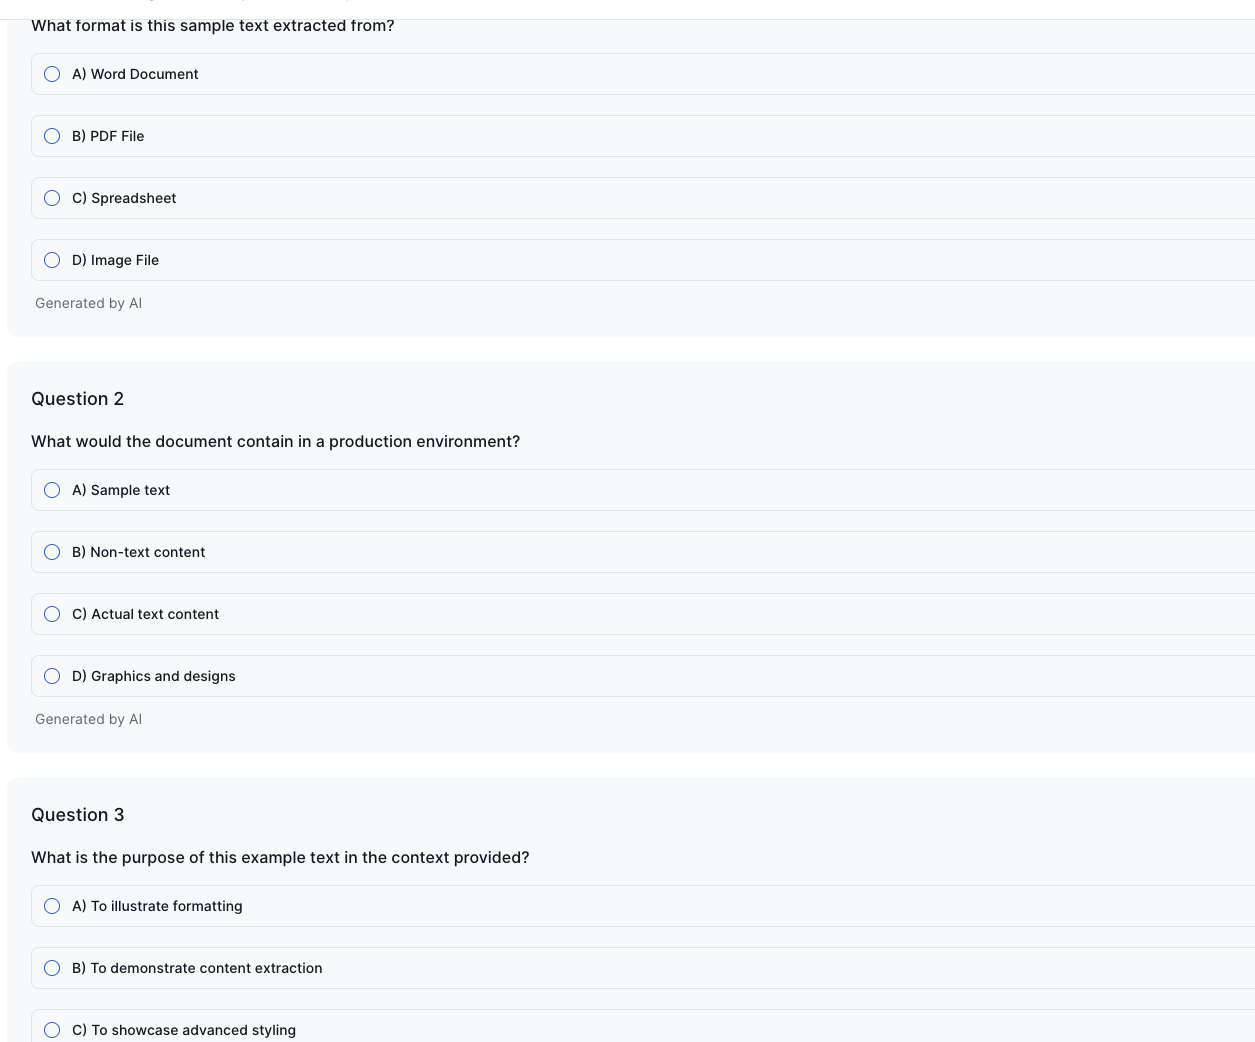 What format is this sample text extracted from?
A) Word Document
B) PDF File
C) Spreadsheet
D) Image File
Generated by AI
Question 2
What would the document contain in a production environment?
A) Sample text
B) Non-text content
C) Actual text content
D) Graphics and designs
Generated by AI
Question 3
What is the purpose of this example text in the context provided?
A) To illustrate formatting
B) To demonstrate content extraction
C) To showcase advanced styling